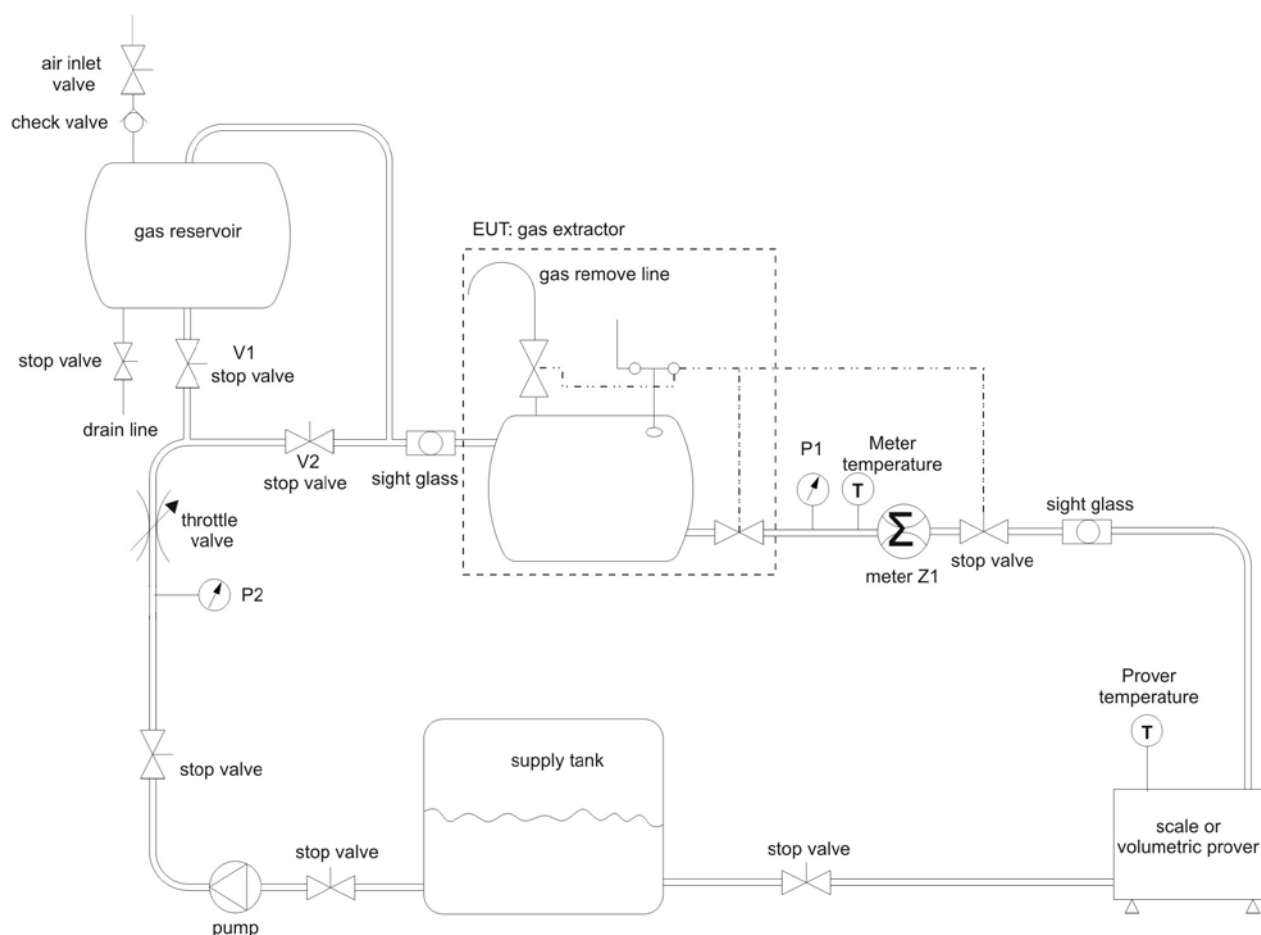 air inlet
valve
check valve
gas reservoir
EUT: gas extractor
gas remove line
stop valve
V1
stop valve
drain line
V2
stop valve
sight glass
P1
Meter
temperature
T
Σ
meter Z1
stop valve
sight glass
throttle
valve
P2
Prover
temperature
T
stop valve
supply tank
scale or
volumetric prover
stop valve
stop valve
pump